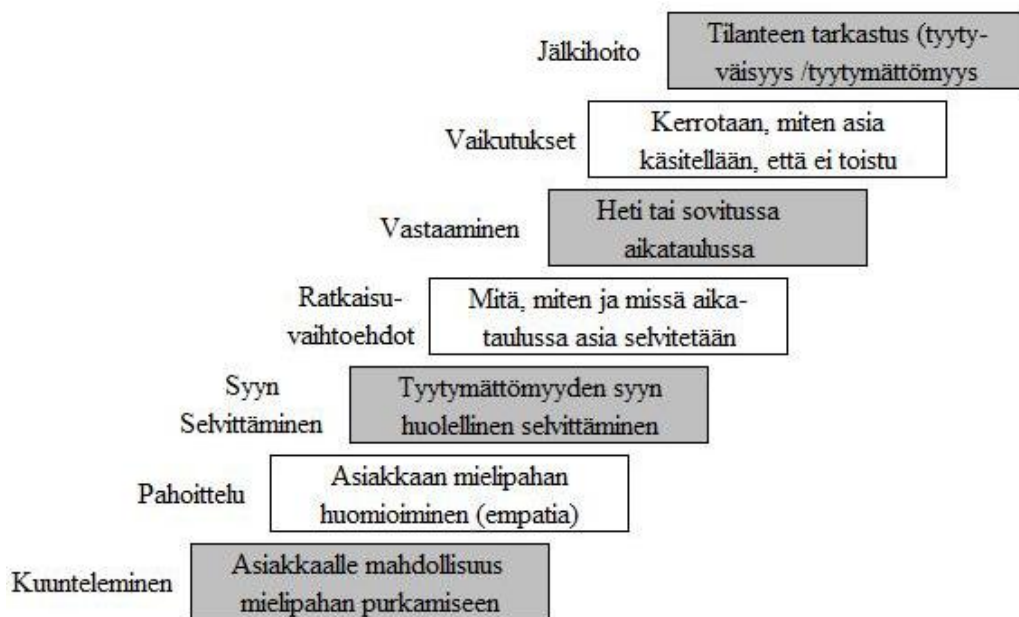 Jälkihoito
Tilanteen tarkastus (tyyty-
väisyys /tyytymättömyys
Vaikutukset
Kerrotaan, miten asia
käsitellään, että ei toistu
Vastaaminen
Heti tai sovitussa
aikataulussa
Ratkaisu-
vaihtoehdot
Mitä, miten ja missä aika-
taulussa asia selvitetään
Syyn
Selvittäminen
Tyytymättömyyden syyn
huolellinen selvittäminen
Pahoittelu
Asiakkaan mielipahan
huomioiminen (empatia)
Kuunteleminen
Asiakkaalle mahdollisuus
mielipahan purkamiseen